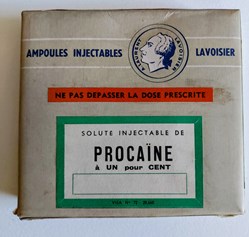 AMPOULES INJECTABLES LAVOISIER
NE PAS DEPASSER LA DOSE PRESCRITE
SOLUTE INJECTABLE DE
PROCAÏNE
à UN pour CENT